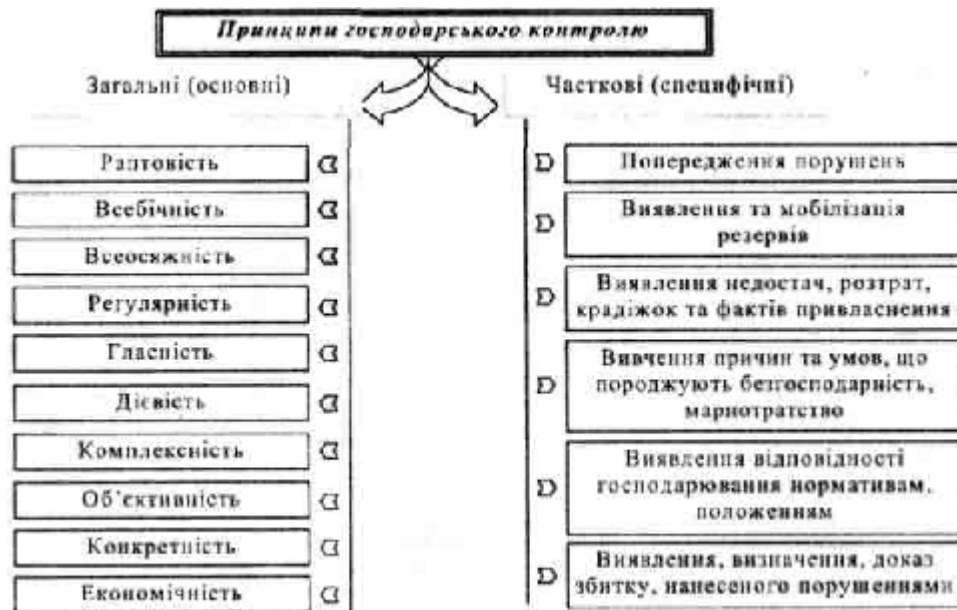 Принципи господарського контролю
Загальні (основні)
Часткові (специфічні)
Раптовість
Всебічність
Всеосяжність
Регулярність
Гласність
Дієвість
Комплексність
Об’єктивність
Конкретність
Економічність
Попередження порушень
Виявлення та мобілізація
резервів
Виявлення недостач, розтрат,
крадіжок та фактів привласнення
Вивчення причин та умов, що
породжують безгосподарність,
марнотратство
Виявлення відповідності
господарювання нормативам,
положенням
Виявлення, визначення, доказ
збитку, нанесеного порушеннями